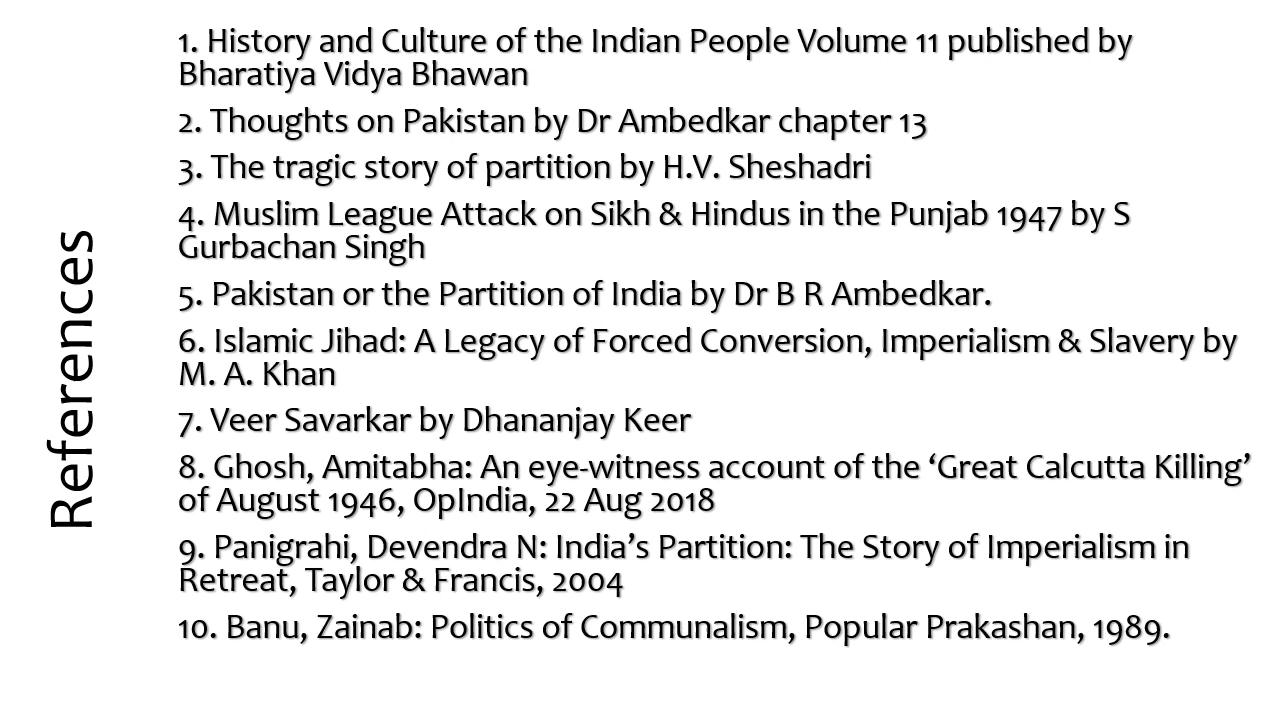 References
1. History and Culture of the Indian People Volume 11 published by
Bharatiya Vidya Bhawan
2. Thoughts on Pakistan by Dr Ambedkar chapter 13
3. The tragic story of partition by H.V. Sheshadri
4. Muslim League Attack on Sikh & Hindus in the Punjab 1947 by S
Gurbachan Singh
5. Pakistan or the Partition of India by Dr B R Ambedkar.
6. Islamic Jihad: A Legacy of Forced Conversion, Imperialism & Slavery by
M. A. Khan
7. Veer Savarkar by Dhananjay Keer
8. Ghosh, Amitabha: An eye-witness account of the ‘Great Calcutta Killing’
of August 1946, OpIndia, 22 Aug 2018
9. Panigrahi, Devendra N: India’s Partition: The Story of Imperialism in
Retreat, Taylor & Francis, 2004
10. Banu, Zainab: Politics of Communalism, Popular Prakashan, 1989.